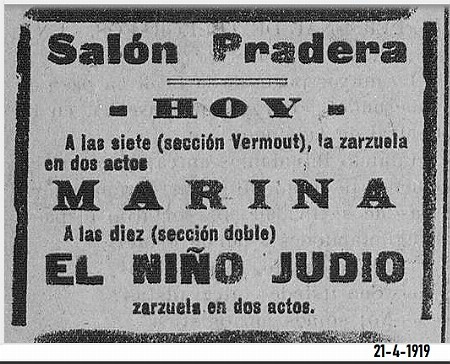 Salón Pradera
- HOY -
A las siete (sección Vermout), la zarzuela
en dos actos
MARINA
A las diez (sección doble)
EL NIÑO JUDIO
zarzuela en dos actos.
21-4-1919